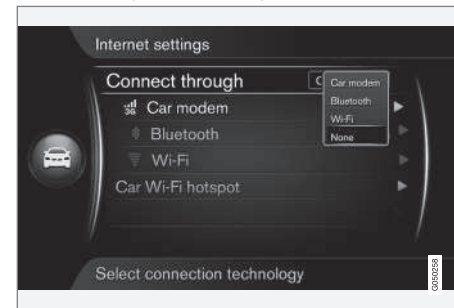 Internet settings
Connect through
Car modem
Bluetooth
Wi-Fi
None
3G Car modem
Bluetooth
Wi-Fi
Car Wi-Fi hotspot
Select connection technology
G050258